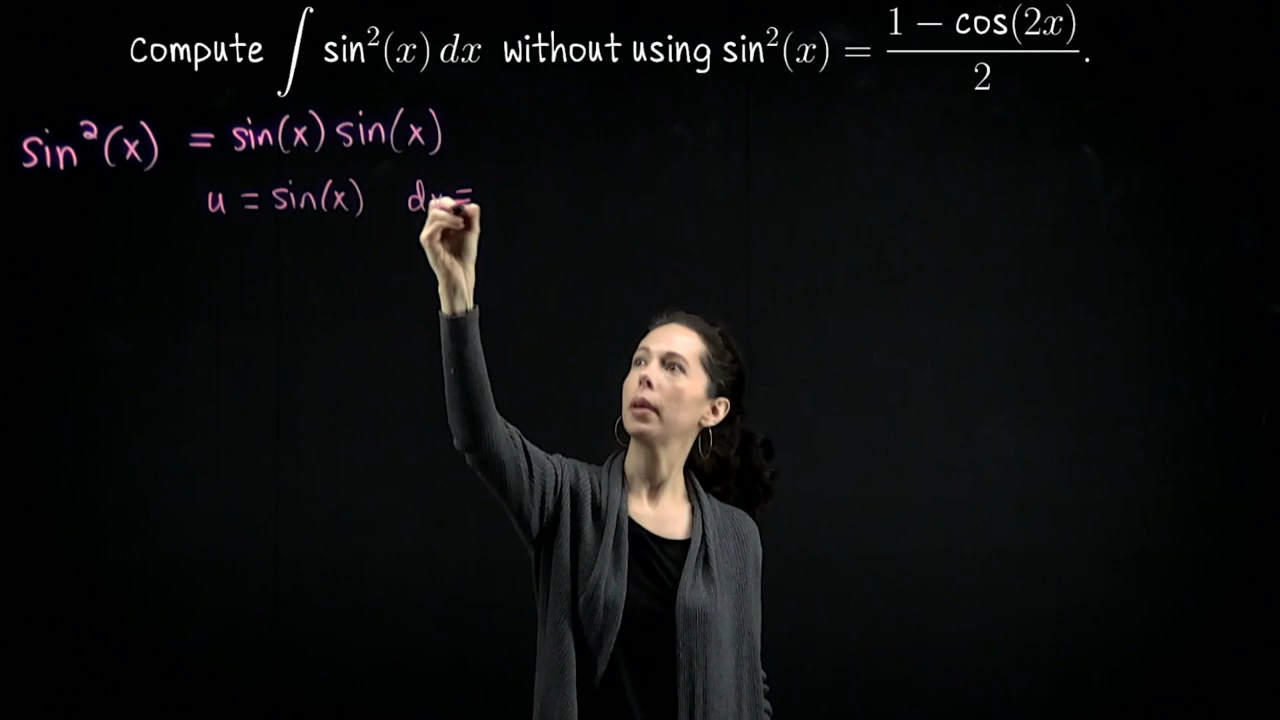 Compute ∫ sin²(x) dx without using sin²(x) = (1 − cos(2x))/2.
sin²(x) = sin(x) sin(x)
u = sin(x) d =